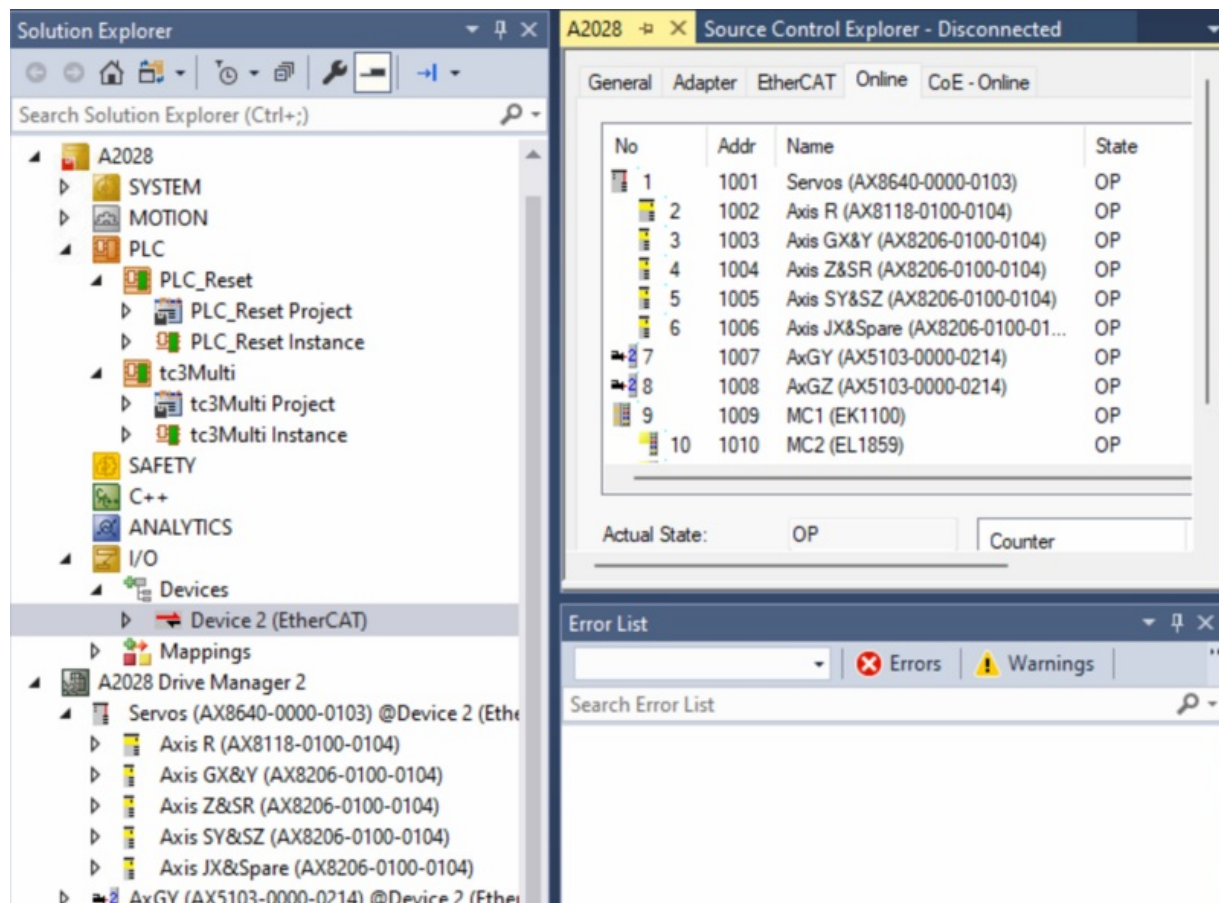 Solution Explorer
Search Solution Explorer (Ctrl+;)
A2028
SYSTEM
MOTION
PLC
PLC_Reset
PLC_Reset Project
PLC_Reset Instance
tc3Multi
tc3Multi Project
tc3Multi Instance
SAFETY
C++
ANALYTICS
I/O
Devices
Device 2 (EtherCAT)
Mappings
A2028 Drive Manager 2
Servos (AX8640-0000-0103) @Device 2 (Ethe
Axis R (AX8118-0100-0104)
Axis GX&Y (AX8206-0100-0104)
Axis Z&SR (AX8206-0100-0104)
Axis SY&SZ (AX8206-0100-0104)
Axis JX&Spare (AX8206-0100-0104)
AxGY (AX5103-0000-0214) @Device 2 (Ether
A2028 Source Control Explorer - Disconnected
General Adapter EtherCAT Online CoE - Online
No Addr Name State
1 1001 Servos (AX8640-0000-0103) OP
2 1002 Axis R (AX8118-0100-0104) OP
3 1003 Axis GX&Y (AX8206-0100-0104) OP
4 1004 Axis Z&SR (AX8206-0100-0104) OP
5 1005 Axis SY&SZ (AX8206-0100-0104) OP
6 1006 Axis JX&Spare (AX8206-0100-01... OP
7 1007 AxGY (AX5103-0000-0214) OP
8 1008 AxGZ (AX5103-0000-0214) OP
9 1009 MC1 (EK1100) OP
10 1010 MC2 (EL1859) OP
Actual State: OP Counter
Error List
Errors Warnings
Search Error List